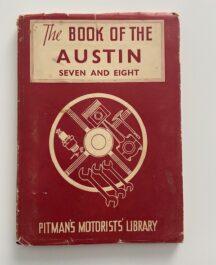 The BOOK OF THE
AUSTIN
SEVEN AND EIGHT
PITMAN'S MOTORISTS' LIBRARY